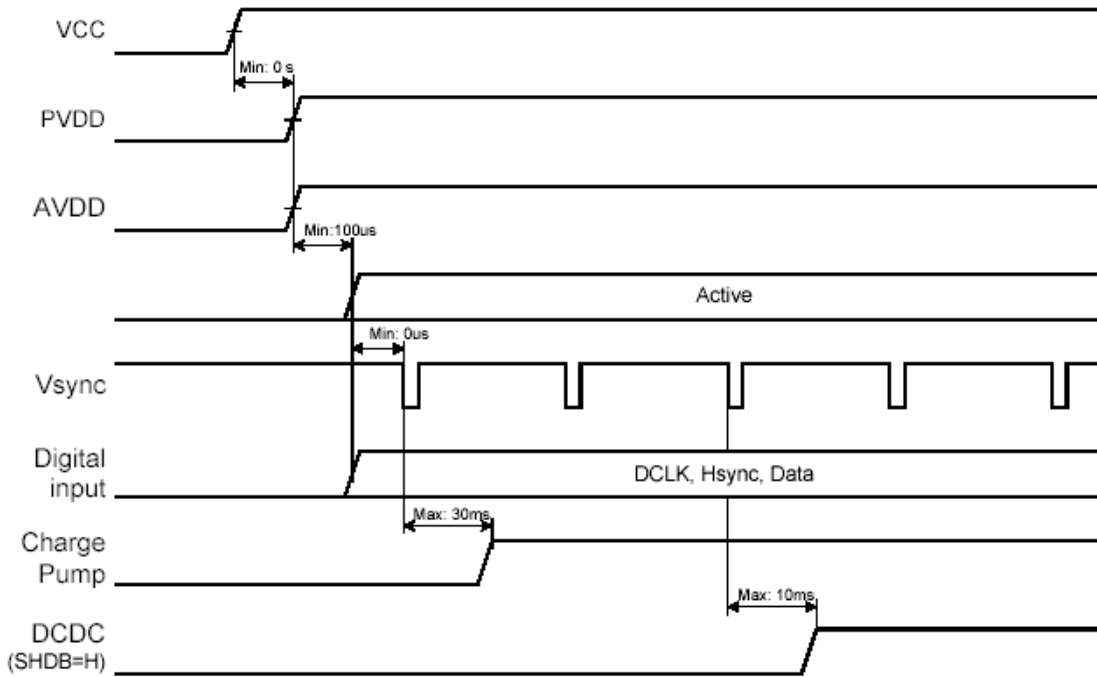 VCC
Min: 0 s
PVDD
AVDD
Min:100us
Active
Min: 0us
Vsync
Digital
input
DCLK, Hsync, Data
Max: 30ms
Charge
Pump
Max: 10ms
DCDC
(SHDB=H)